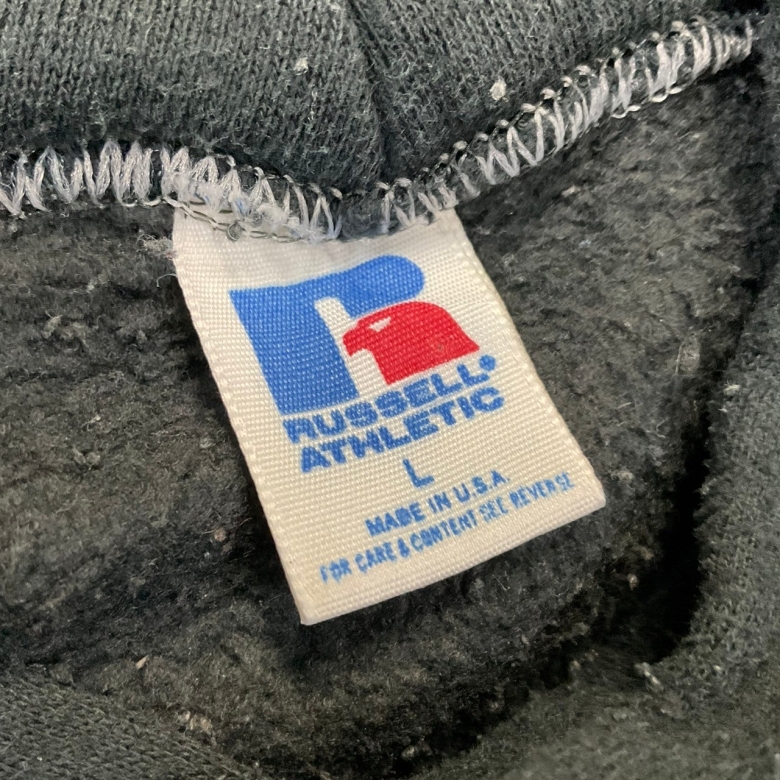 RUSSELL®
ATHLETIC
L
MADE IN U.S.A.
FOR CARE & CONTENT SEE REVERSE